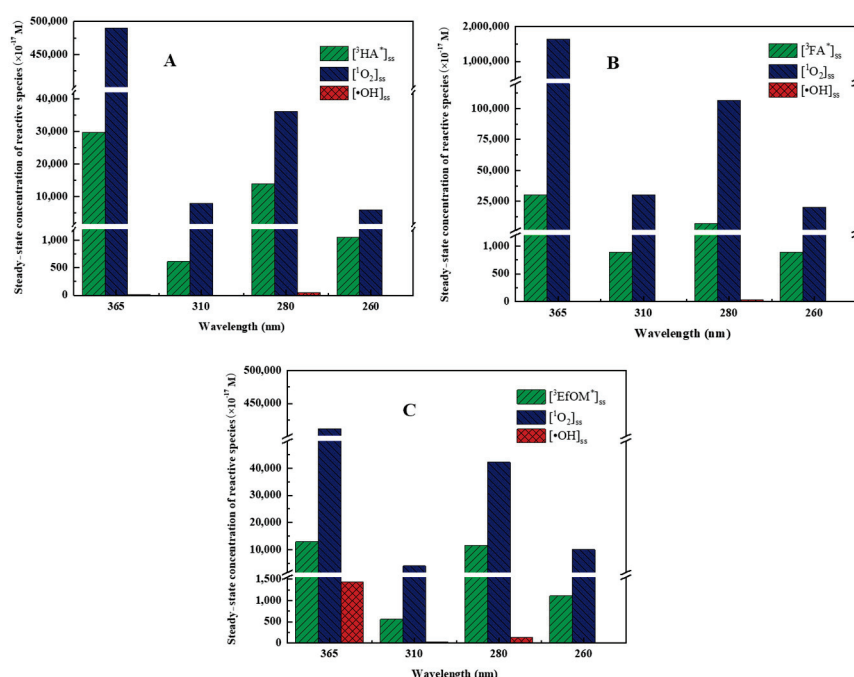 Steady-state concentration of reactive species (×10⁻¹⁷ M)
500,000
450,000
40,000
30,000
20,000
10,000
1,000
500
0
A
[³HA*]ss
[¹O₂]ss
[•OH]ss
365 310 280 260
Wavelength (nm)
Steady-state concentration of reactive species (×10⁻¹⁷ M)
2,000,000
1,000,000
100,000
75,000
50,000
25,000
1,000
500
0
B
[³FA*]ss
[¹O₂]ss
[•OH]ss
365 310 280 260
Wavelength (nm)
Steady-state concentration of reactive species (×10⁻¹⁷ M)
500,000
450,000
40,000
30,000
20,000
10,000
1,500
1,000
500
0
C
[³EfOM*]ss
[¹O₂]ss
[•OH]ss
365 310 280 260
Wavelength (nm)